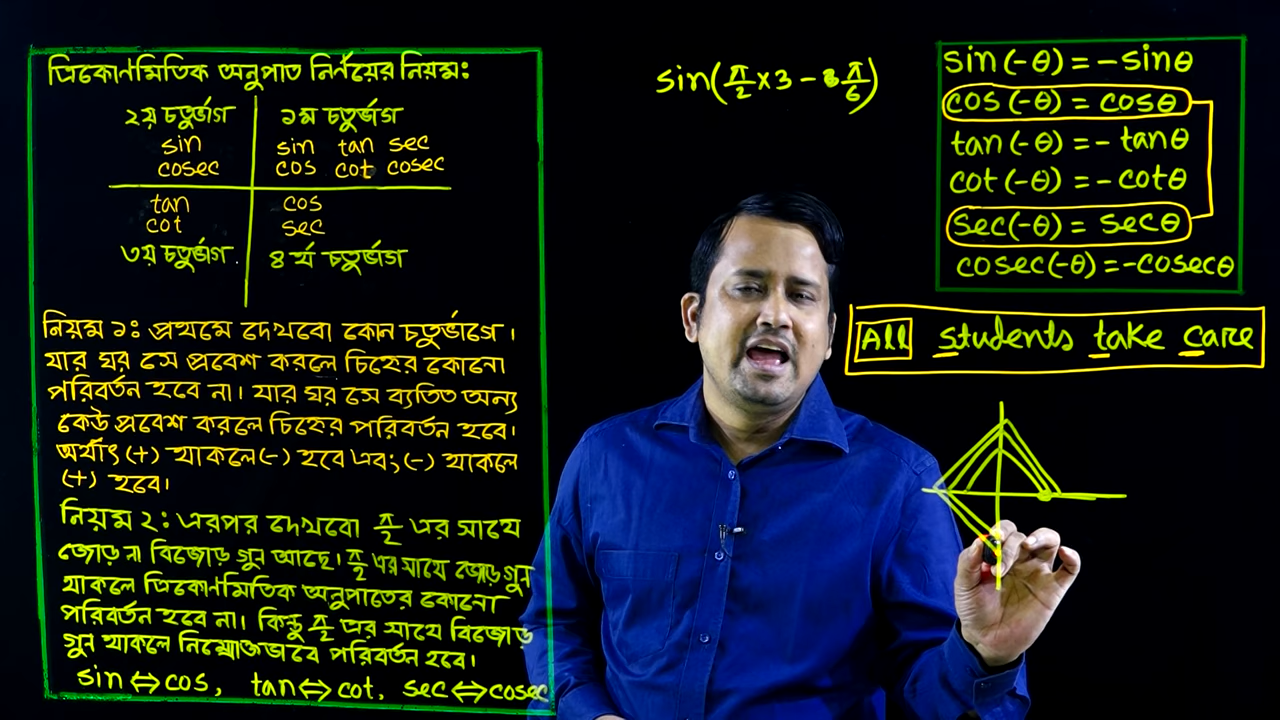 ত্রিকোণমিতিক অনুপাত নির্ণয়ের নিয়মঃ
২য় চতুর্ভাগ
sin
cosec
১ম চতুর্ভাগ
sin tan sec
cos cot cosec
tan
cot
৩য় চতুর্ভাগ
cos
sec
৪র্থ চতুর্ভাগ
নিয়ম ১ঃ প্রথমে দেখবো কোন চতুর্ভাগে।
যার ঘর সে প্রবেশ করলে চিহ্নের কোনো
পরিবর্তন হবে না। যার ঘর সে ব্যতিত অন্য
কেউ প্রবেশ করলে চিহ্নের পরিবর্তন হবে।
অর্থাৎ (+) থাকলে (-) হবে এবং (-) থাকলে
(+) হবে।
নিয়ম ২ঃ এরপর দেখবো π/2 এর সাথে
জোড় না বিজোড় গুন আছে। π/2 এর সাথে জোড় গুন
থাকলে ত্রিকোণমিতিক অনুপাতের কোনো
পরিবর্তন হবে না। কিন্তু π/2 এর সাথে বিজোড়
গুন থাকলে নিম্মোক্তভাবে পরিবর্তন হবে।
sin⇔cos, tan⇔cot, sec⇔cosec
sin(π/2×3 - π/6)
sin(-θ) = -sinθ
cos(-θ) = cosθ
tan(-θ) = -tanθ
cot(-θ) = -cotθ
sec(-θ) = secθ
cosec(-θ) = -cosecθ
All students take care